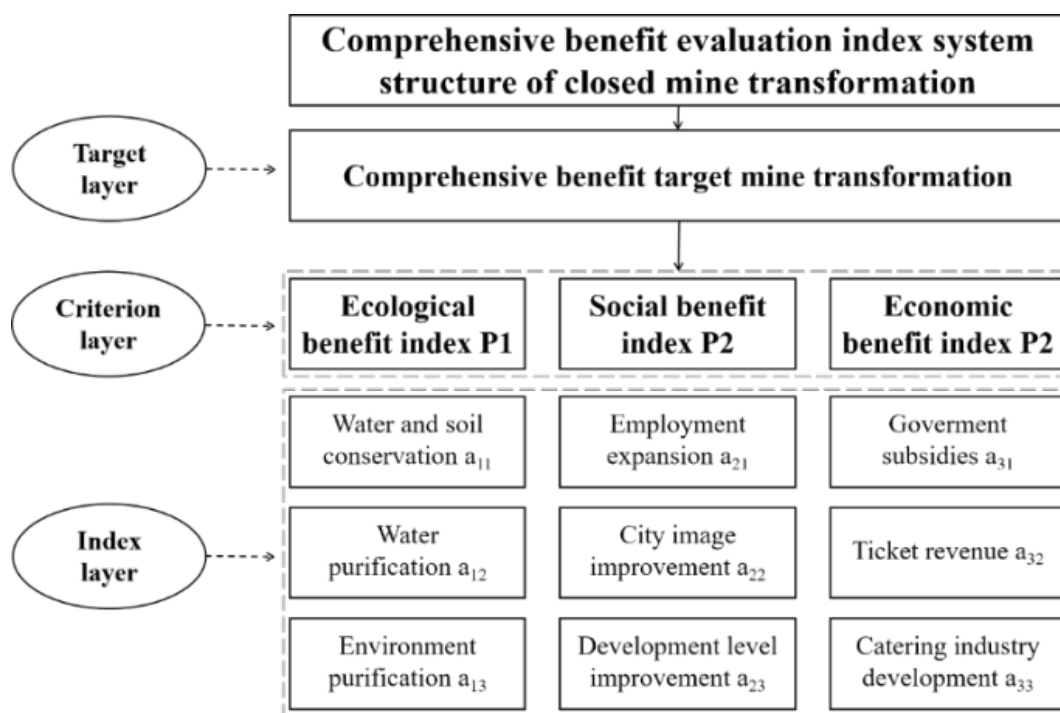 Comprehensive benefit evaluation index system
structure of closed mine transformation
Target
layer
Comprehensive benefit target mine transformation
Criterion
layer
Ecological
benefit index P1
Social benefit
index P2
Economic
benefit index P2
Index
layer
Water and soil
conservation a₁₁
Employment
expansion a₂₁
Goverment
subsidies a₃₁
Water
purification a₁₂
City image
improvement a₂₂
Ticket revenue a₃₂
Environment
purification a₁₃
Development level
improvement a₂₃
Catering industry
development a₃₃